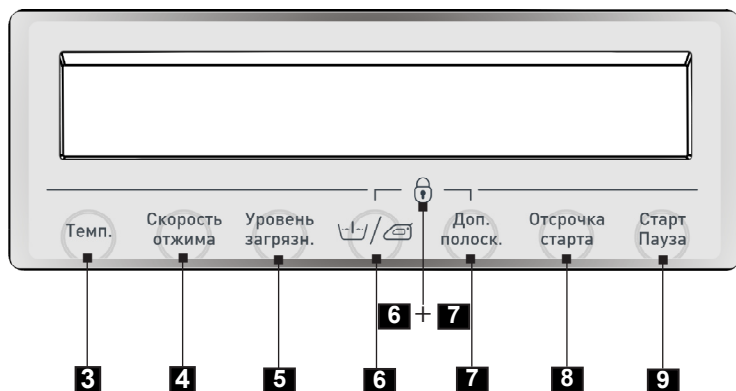 Темп.
Скорость
отжима
Уровень
загрязн.
/
Доп.
полоск.
Отсрочка
старта
Старт
Пауза
6 + 7
3 4 5 6 7 8 9